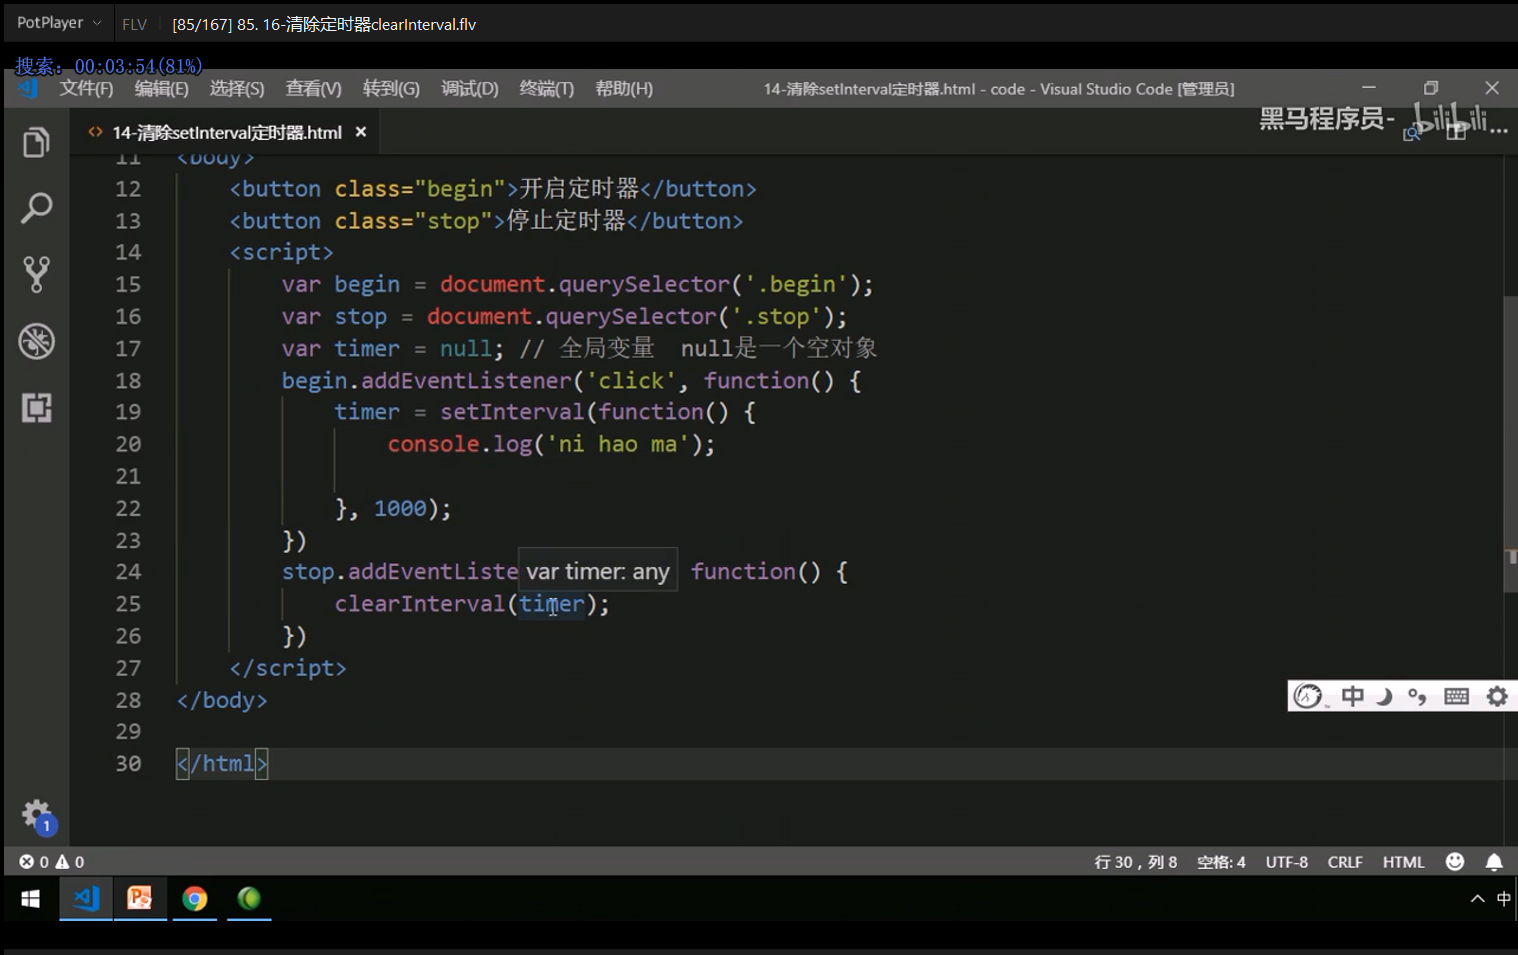 PotPlayer FLV [85/167] 85. 16-清除定时器clearInterval.flv
搜索: 00:03:54(81%)
文件(F) 编辑(E) 选择(S) 查看(V) 转到(G) 调试(D) 终端(T) 帮助(H) 14-清除setInterval定时器.html - code - Visual Studio Code [管理员]
黑马程序员- bilibili
<> 14-清除setInterval定时器.html ×
11 <body>
12 <button class="begin">开启定时器</button>
13 <button class="stop">停止定时器</button>
14 <script>
15 var begin = document.querySelector('.begin');
16 var stop = document.querySelector('.stop');
17 var timer = null; // 全局变量 null是一个空对象
18 begin.addEventListener('click', function() {
19 timer = setInterval(function() {
20 console.log('ni hao ma');
21
22 }, 1000);
23 })
24 stop.addEventListe var timer: any function() {
25 clearInterval(timer);
26 })
27 </script>
28 </body>
29
30 </html>
中
1
0 0 行 30，列 8 空格: 4 UTF-8 CRLF HTML
中